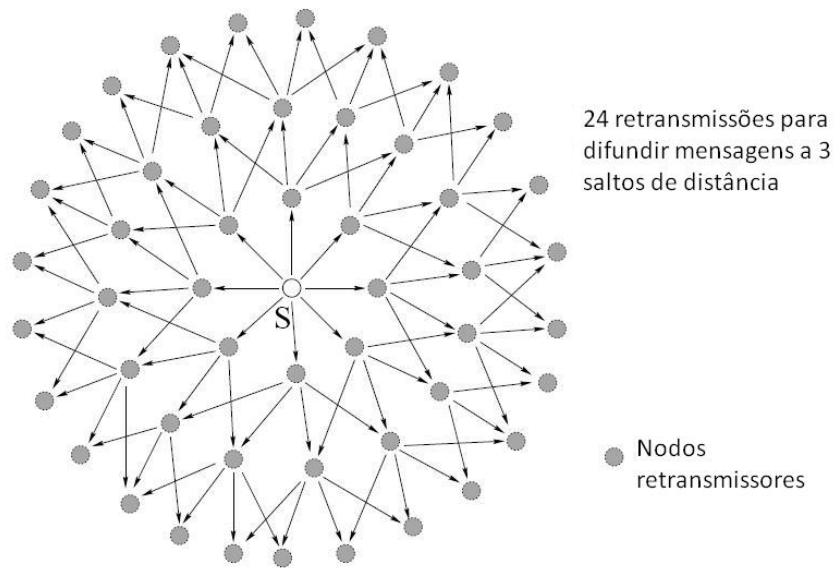 24 retransmissões para
difundir mensagens a 3
saltos de distância
S
Nodos
retransmissores